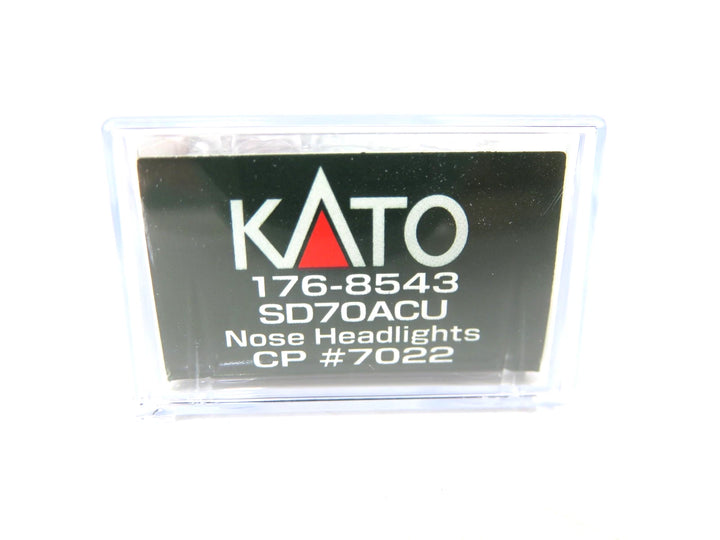 KATO
176-8543
SD70ACU
Nose Headlights
CP #7022